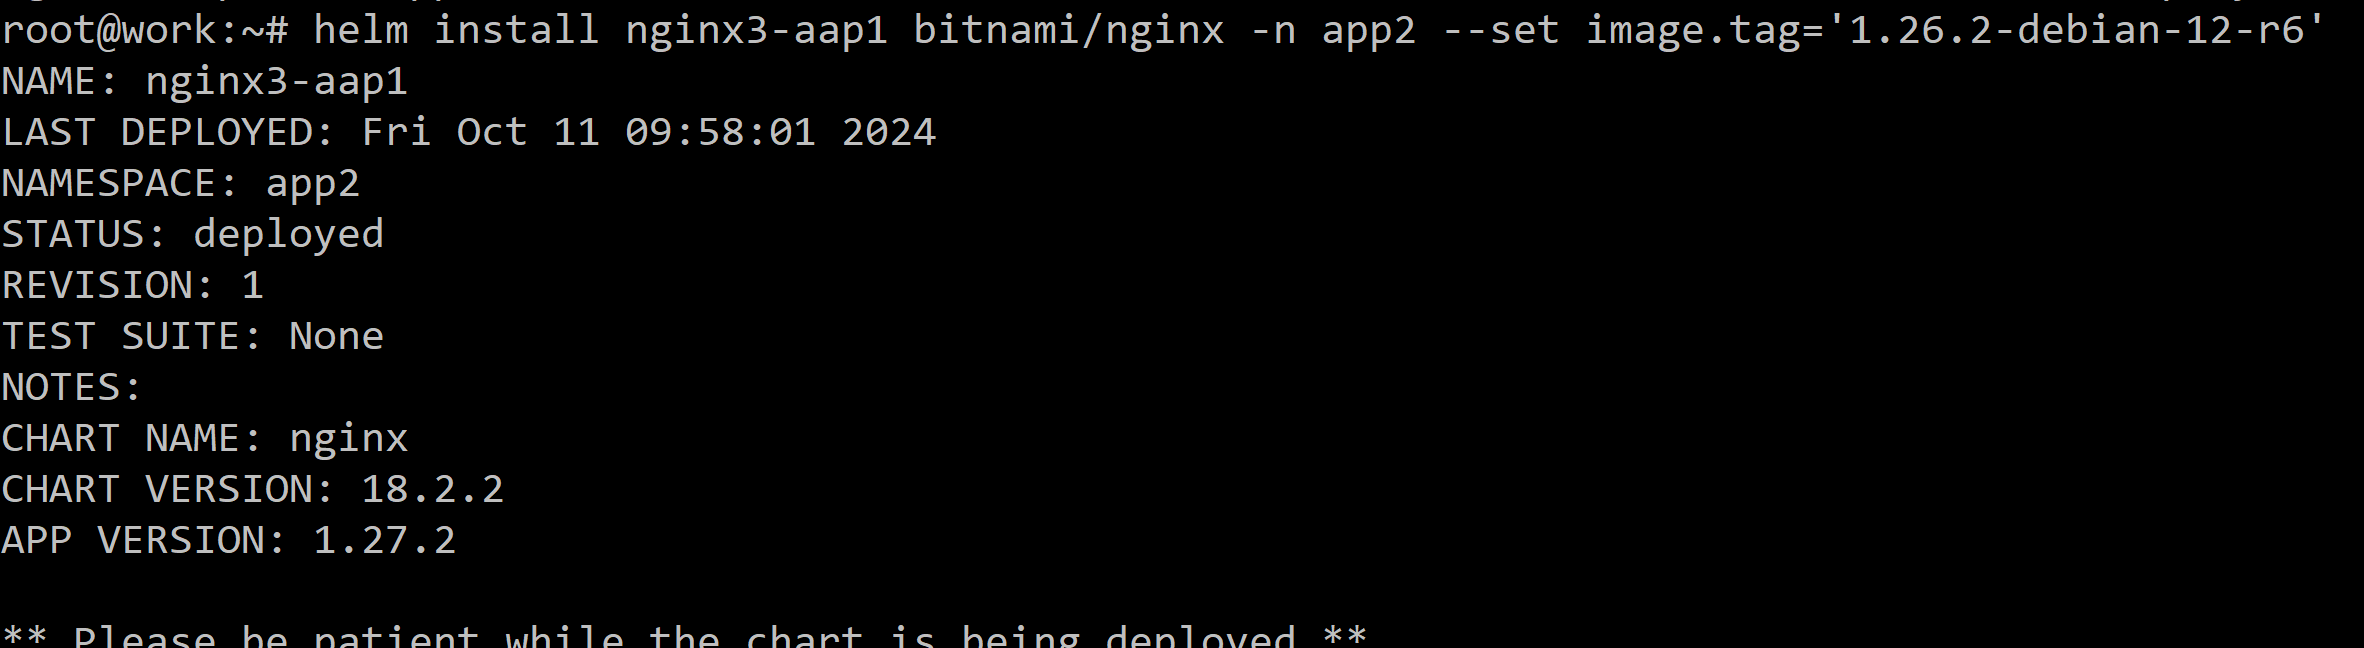 root@work:~# helm install nginx3-aap1 bitnami/nginx -n app2 --set image.tag='1.26.2-debian-12-r6'
NAME: nginx3-aap1
LAST DEPLOYED: Fri Oct 11 09:58:01 2024
NAMESPACE: app2
STATUS: deployed
REVISION: 1
TEST SUITE: None
NOTES:
CHART NAME: nginx
CHART VERSION: 18.2.2
APP VERSION: 1.27.2
** Please be patient while the chart is being deployed **